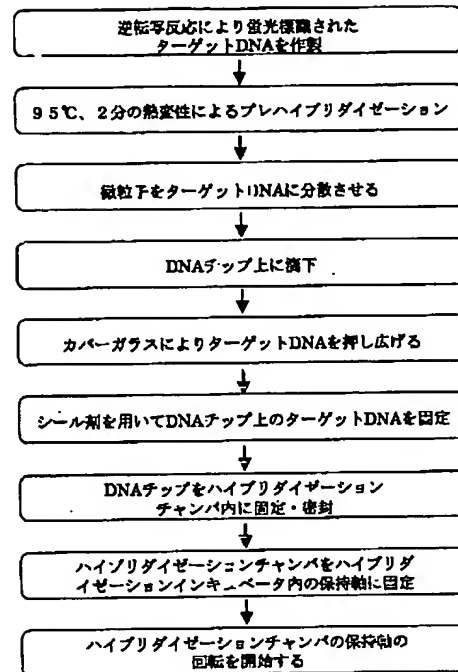 逆転写反応により蛍光標識された
ターゲットDNAを作製
95℃、2分の熱変性によるプレハイブリダイゼーション
微粒子をターゲットDNAに分散させる
DNAチップ上に滴下
カバーガラスによりターゲットDNAを押し広げる
シール剤を用いてDNAチップ上のターゲットDNAを固定
DNAチップをハイブリダイゼーション
チャンバ内に固定・密封
ハイブリダイゼーションチャンバをハイブリダ
イゼーションインキュベータ内の保持軸に固定
ハイブリダイゼーションチャンバの保持軸の
回転を開始する